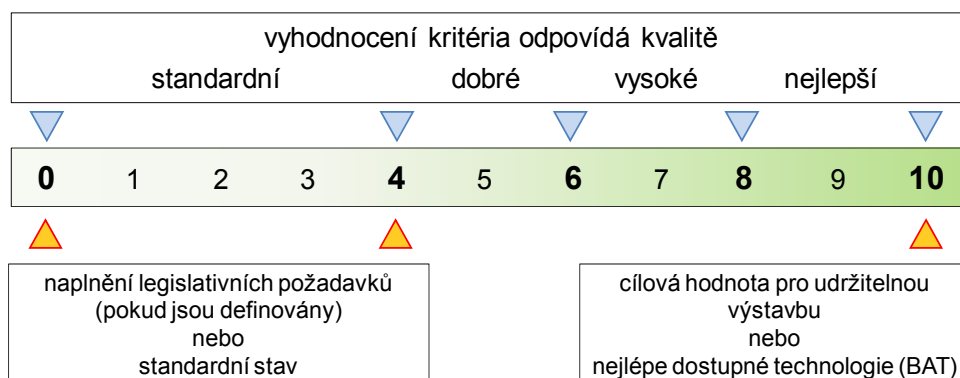 vyhodnocení kritéria odpovídá kvalitě
standardní dobré vysoké nejlepší
0 1 2 3 4 5 6 7 8 9 10
naplnění legislativních požadavků
(pokud jsou definovány)
nebo
standardní stav
cílová hodnota pro udržitelnou
výstavbu
nebo
nejlépe dostupné technologie (BAT)